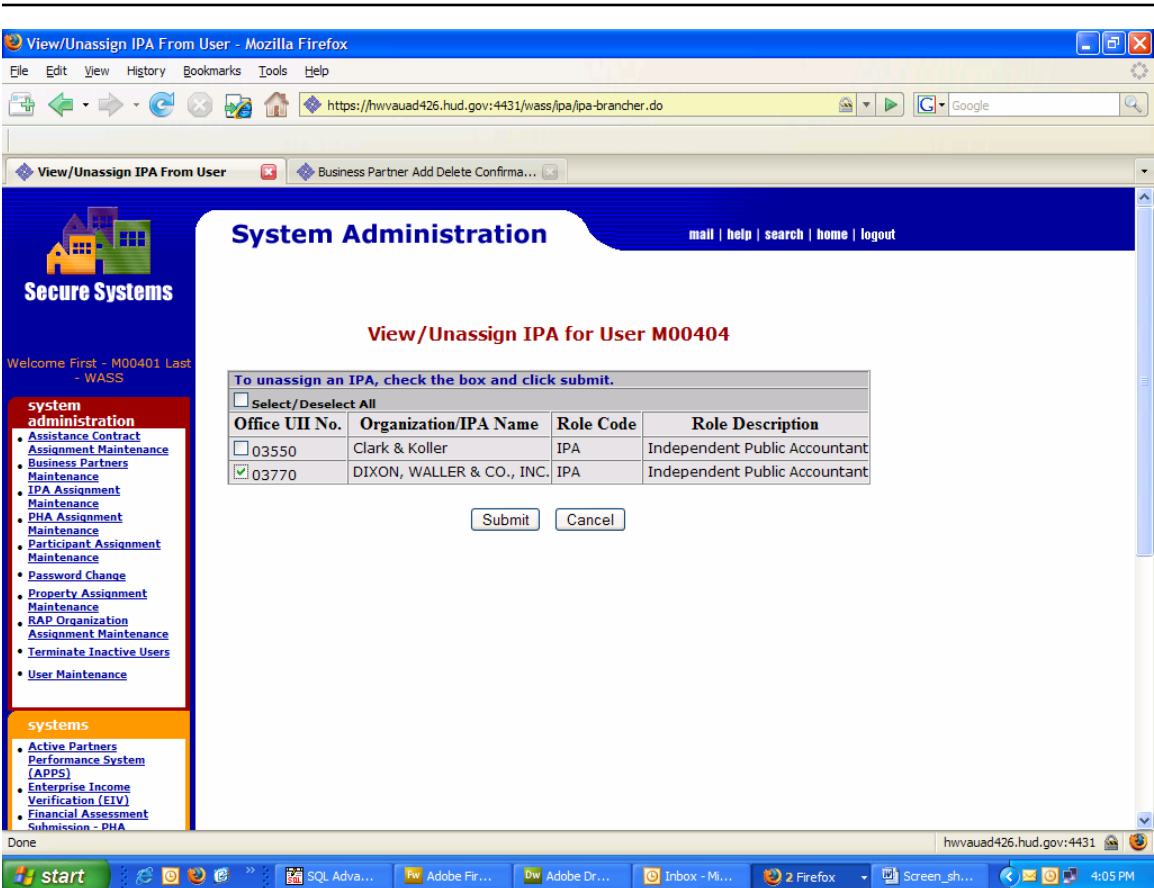 View/Unassign IPA From User - Mozilla Firefox
File Edit View History Bookmarks Tools Help
https://hwvauad426.hud.gov:4431/wass/ipa/ipa-brancher.do
G Google
View/Unassign IPA From User
Business Partner Add Delete Confirma...
System Administration
mail | help | search | home | logout
Secure Systems
View/Unassign IPA for User M00404
Welcome First - M00401 Last
- WASS
To unassign an IPA, check the box and click submit.
Select/Deselect All
Office UII No. Organization/IPA Name Role Code Role Description
03550 Clark & Koller IPA Independent Public Accountant
03770 DIXON, WALLER & CO., INC. IPA Independent Public Accountant
Submit Cancel
system
administration
Assistance Contract
Assignment Maintenance
Business Partners
Maintenance
IPA Assignment
Maintenance
PHA Assignment
Maintenance
Participant Assignment
Maintenance
Password Change
Property Assignment
Maintenance
RAP Organization
Assignment Maintenance
Terminate Inactive Users
User Maintenance
systems
Active Partners
Performance System
(APPS)
Enterprise Income
Verification (EIV)
Financial Assessment
Submission - PHA
Done
hwvauad426.hud.gov:4431
start
SQL
SQL Adva...
Fw Adobe Fir...
Dw Adobe Dr...
Inbox - Mi...
2 Firefox
Screen_sh...
4:05 PM